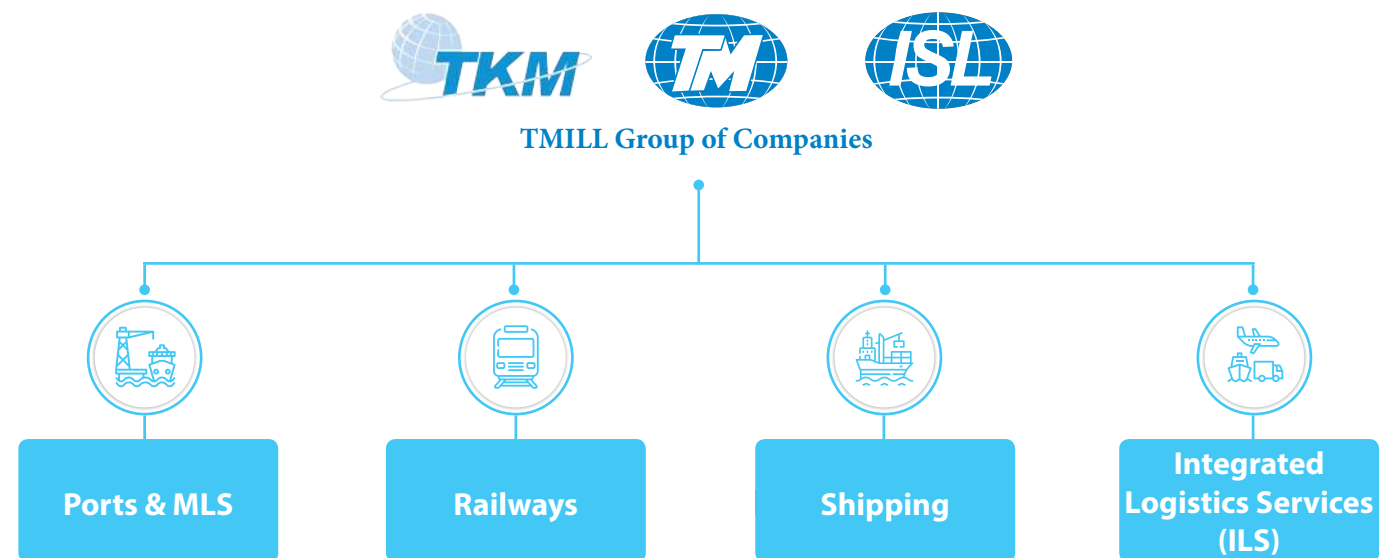 TKM
TM
ISL
TMILL Group of Companies
Ports & MLS
Railways
Shipping
Integrated
Logistics Services
(ILS)